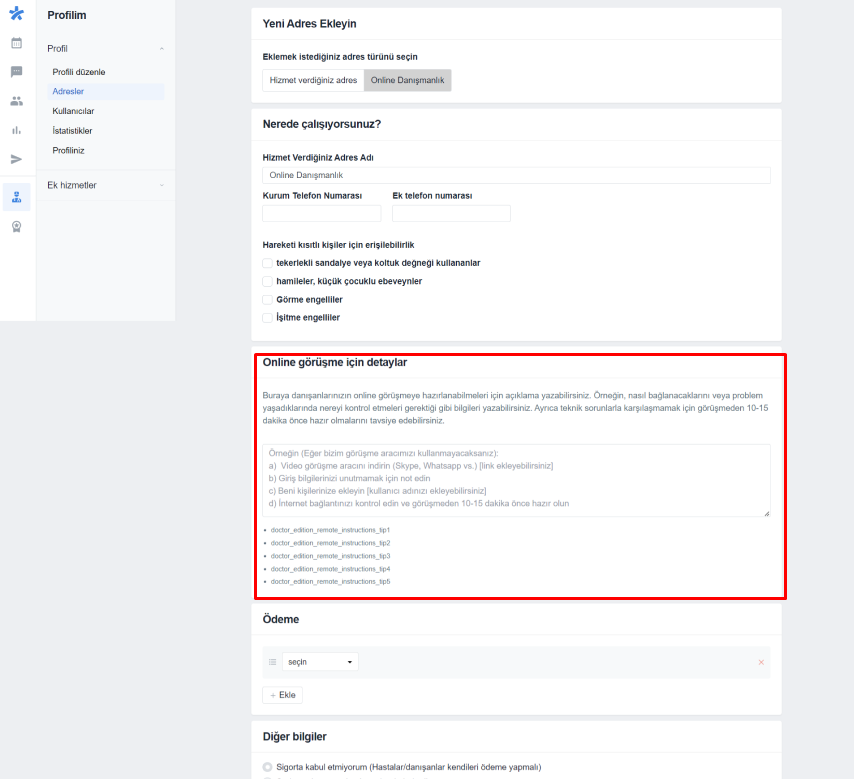 Profilim
Profil
Profili düzenle
Adresler
Kullanıcılar
İstatistikler
Profiliniz
Ek hizmetler
Yeni Adres Ekleyin
Eklemek istediğiniz adres türünü seçin
Hizmet verdiğiniz adres Online Danışmanlık
Nerede çalışıyorsunuz?
Hizmet Verdiğiniz Adres Adı
Online Danışmanlık
Kurum Telefon Numarası Ek telefon numarası
Hareketi kısıtlı kişiler için erişilebilirlik
tekerlekli sandalye veya koltuk değneği kullananlar
hamileler, küçük çocuklu ebeveynler
Görme engelliler
İşitme engelliler
Online görüşme için detaylar
Buraya danışanlarınızın online görüşmeye hazırlanabilmeleri için açıklama yazabilirsiniz. Örneğin, nasıl bağlanacaklarını veya problem
yaşadıklarında nereyi kontrol etmeleri gerektiği gibi bilgileri yazabilirsiniz. Ayrıca teknik sorunlarla karşılaşmamak için görüşmeden 10-15
dakika önce hazır olmalarını tavsiye edebilirsiniz.
Örneğin (Eğer bizim görüşme aracımızı kullanmayacaksanız):
a) Video görüşme aracını indirin (Skype, Whatsapp vs.) [link ekleyebilirsiniz]
b) Giriş bilgilerinizi unutmamak için not edin
c) Beni kişilerinize ekleyin [kullanıcı adınızı ekleyebilirsiniz]
d) İnternet bağlantınızı kontrol edin ve görüşmeden 10-15 dakika önce hazır olun
• doctor_edition_remote_instructions_tip1
• doctor_edition_remote_instructions_tip2
• doctor_edition_remote_instructions_tip3
• doctor_edition_remote_instructions_tip4
• doctor_edition_remote_instructions_tip5
Ödeme
seçin
+ Ekle
Diğer bilgiler
Sigorta kabul etmiyorum (Hastalar/danışanlar kendileri ödeme yapmalı)